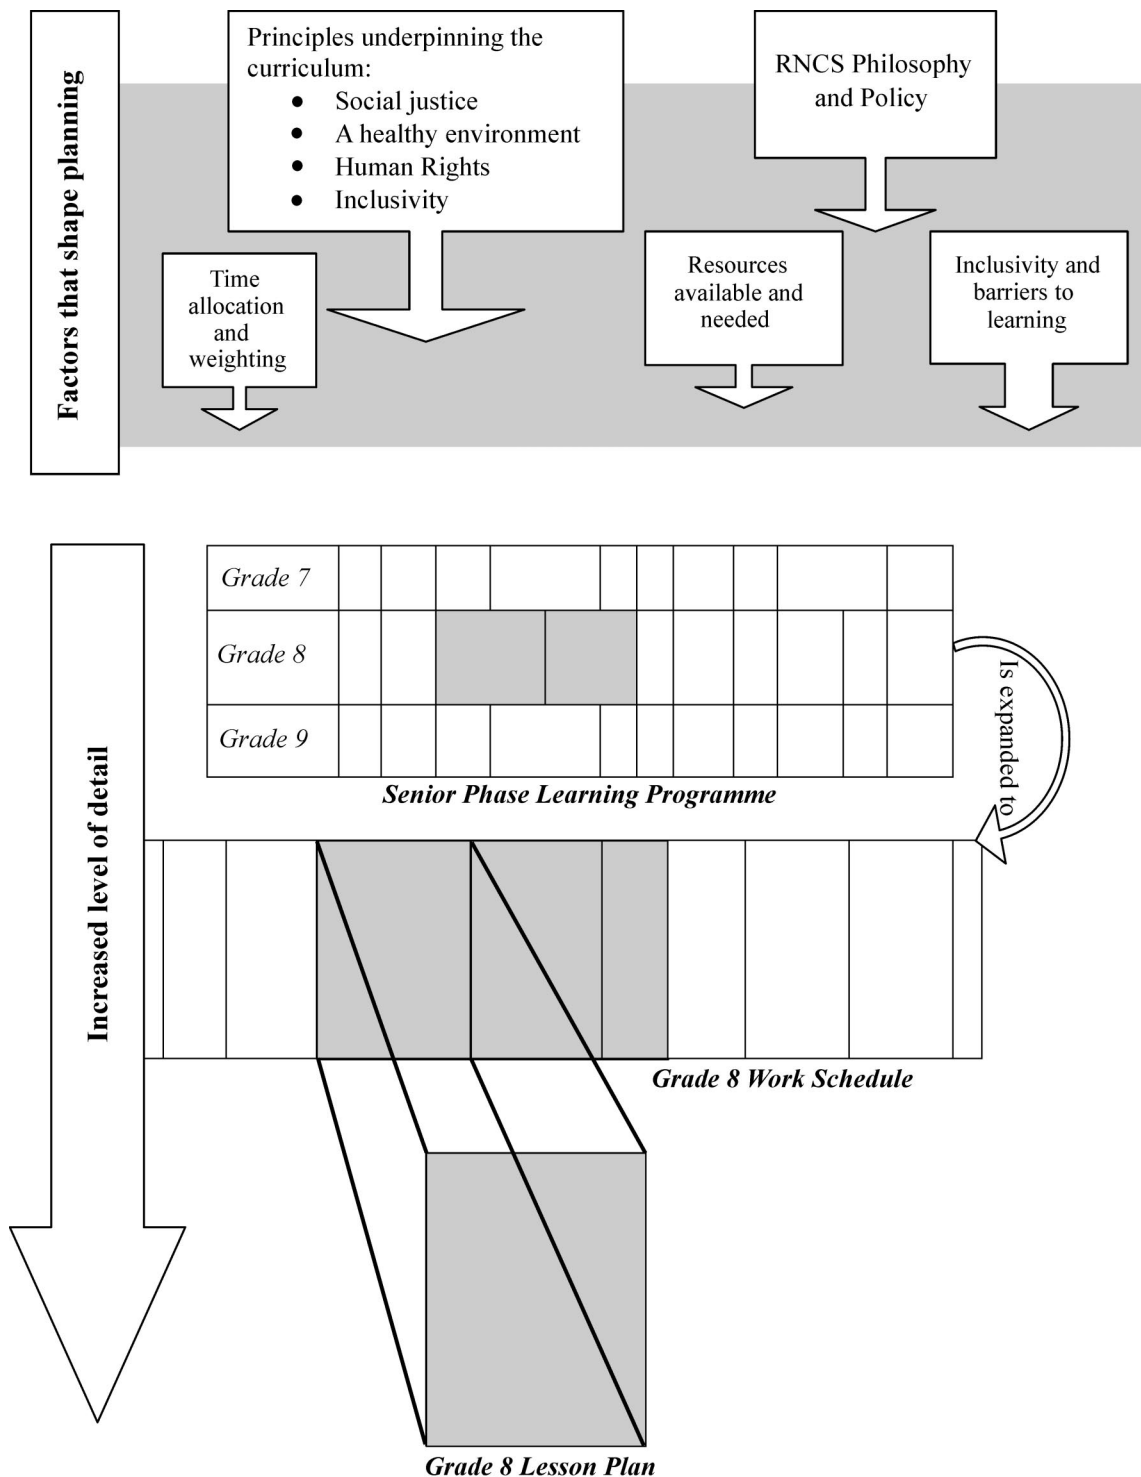 Factors that shape planning
Principles underpinning the
curriculum:
● Social justice
● A healthy environment
● Human Rights
● Inclusivity
RNCS Philosophy
and Policy
Time
allocation
and
weighting
Resources
available and
needed
Inclusivity and
barriers to
learning
Increased level of detail
Grade 7
Grade 8
Grade 9
Senior Phase Learning Programme
Is expanded to
Grade 8 Work Schedule
Grade 8 Lesson Plan